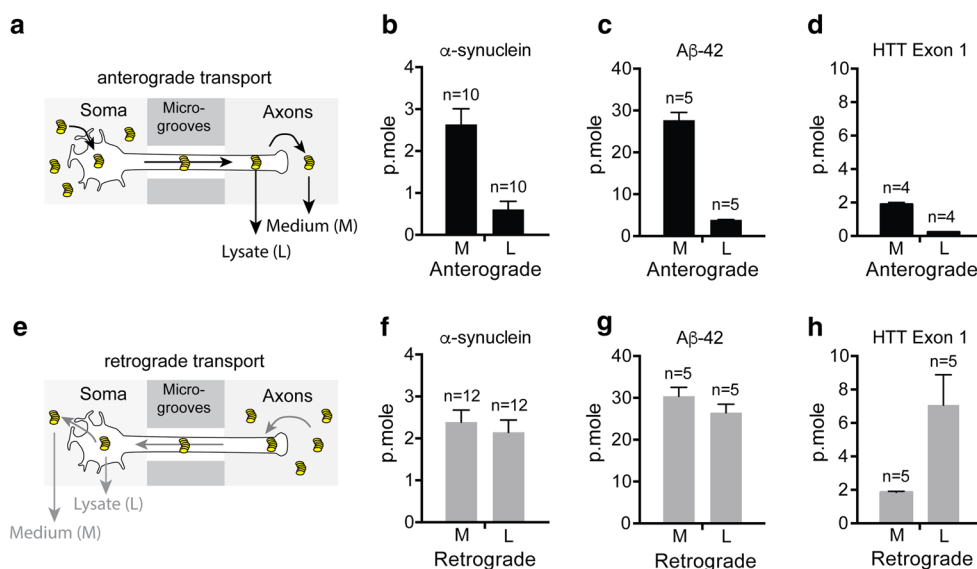 a
anterograde transport
Soma
Micro-
grooves
Axons
Medium (M)
Lysate (L)
b
α-synuclein
4
3
2
1
0
p.mole
n=10
n=10
M
L
Anterograde
c
Aβ-42
40
30
20
10
0
p.mole
n=5
n=5
M
L
Anterograde
d
HTT Exon 1
10
8
6
4
2
0
p.mole
n=4
n=4
M
L
Anterograde
e
retrograde transport
Soma
Micro-
grooves
Axons
Lysate (L)
Medium (M)
f
α-synuclein
4
3
2
1
0
p.mole
n=12
n=12
M
L
Retrograde
g
Aβ-42
40
30
20
10
0
p.mole
n=5
n=5
M
L
Retrograde
h
HTT Exon 1
10
8
6
4
2
0
p.mole
n=5
n=5
M
L
Retrograde